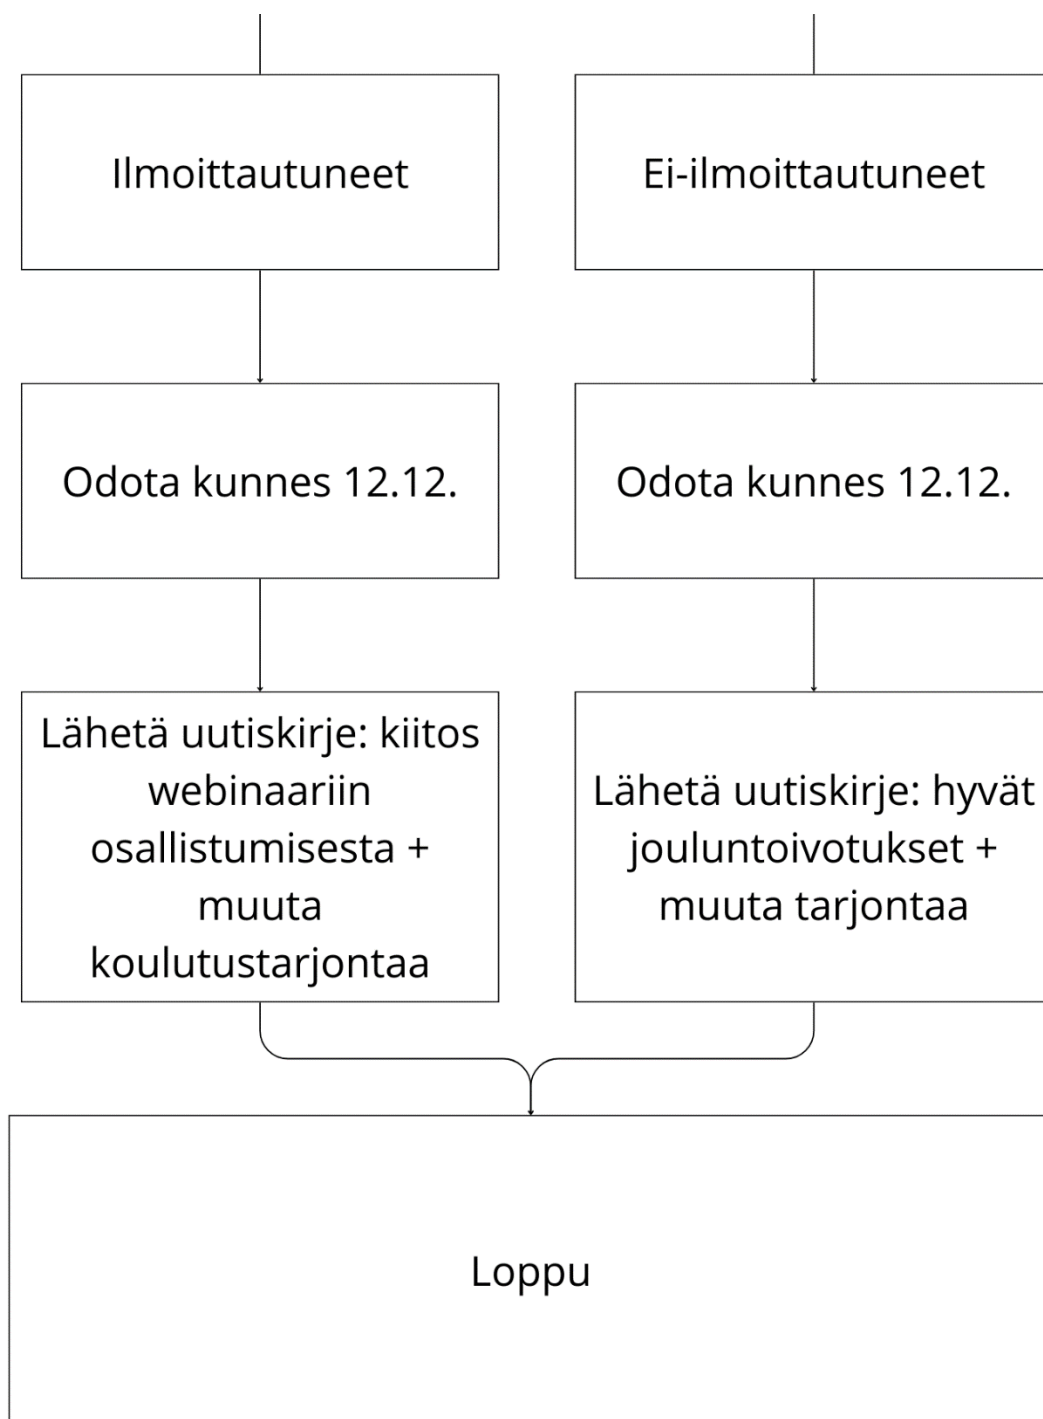 Ilmoittautuneet
Ei-ilmoittautuneet
Odota kunnes 12.12.
Odota kunnes 12.12.
Lähetä uutiskirje: kiitos
webinaariin
osallistumisesta +
muuta
koulutustarjontaa
Lähetä uutiskirje: hyvät
jouluntoivotukset +
muuta tarjontaa
Loppu